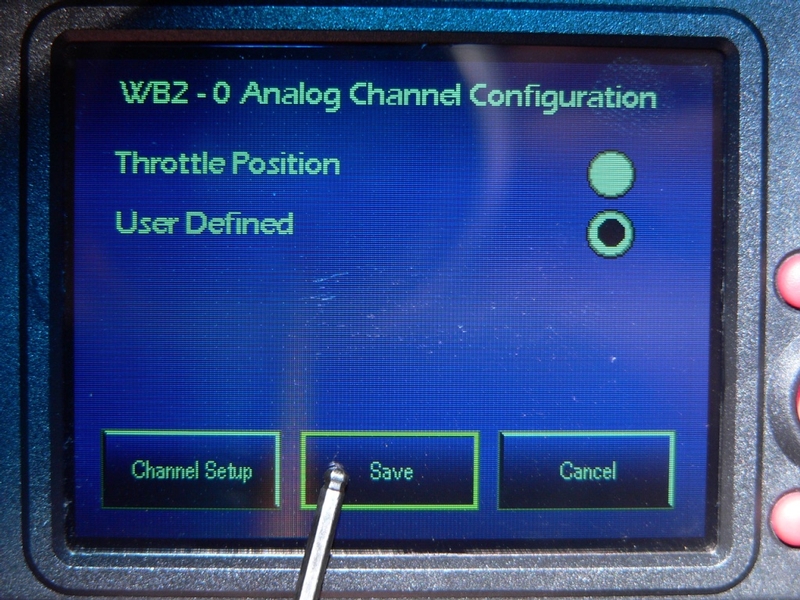 WB2 - 0 Analog Channel Configuration
Throttle Position
User Defined
Channel Setup
Save
Cancel